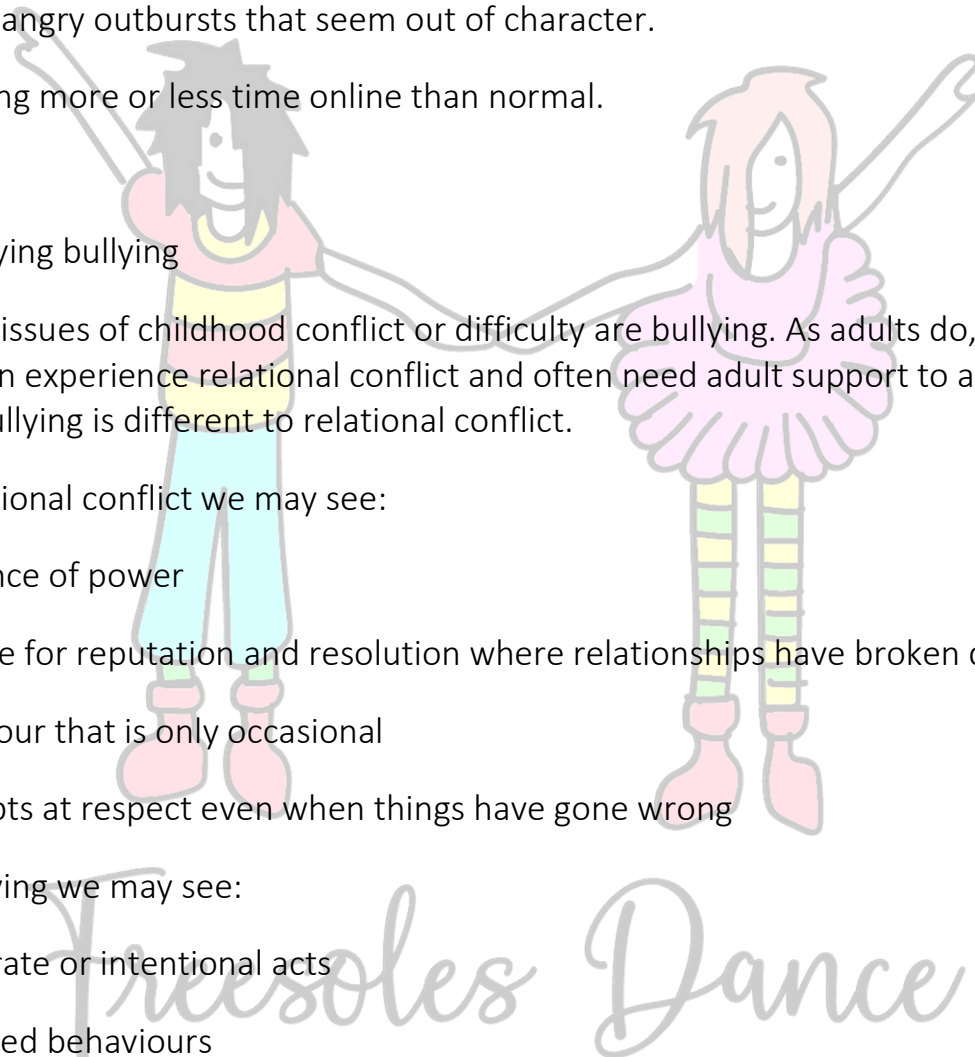 angry outbursts that seem out of character.
ng more or less time online than normal.
ying bullying
issues of childhood conflict or difficulty are bullying. As adults do,
n experience relational conflict and often need adult support to a
ullying is different to relational conflict.
ional conflict we may see:
nce of power
e for reputation and resolution where relationships have broken
our that is only occasional
pts at respect even when things have gone wrong
ying we may see:
rate or intentional acts
ed behaviours
Freesoles Dance